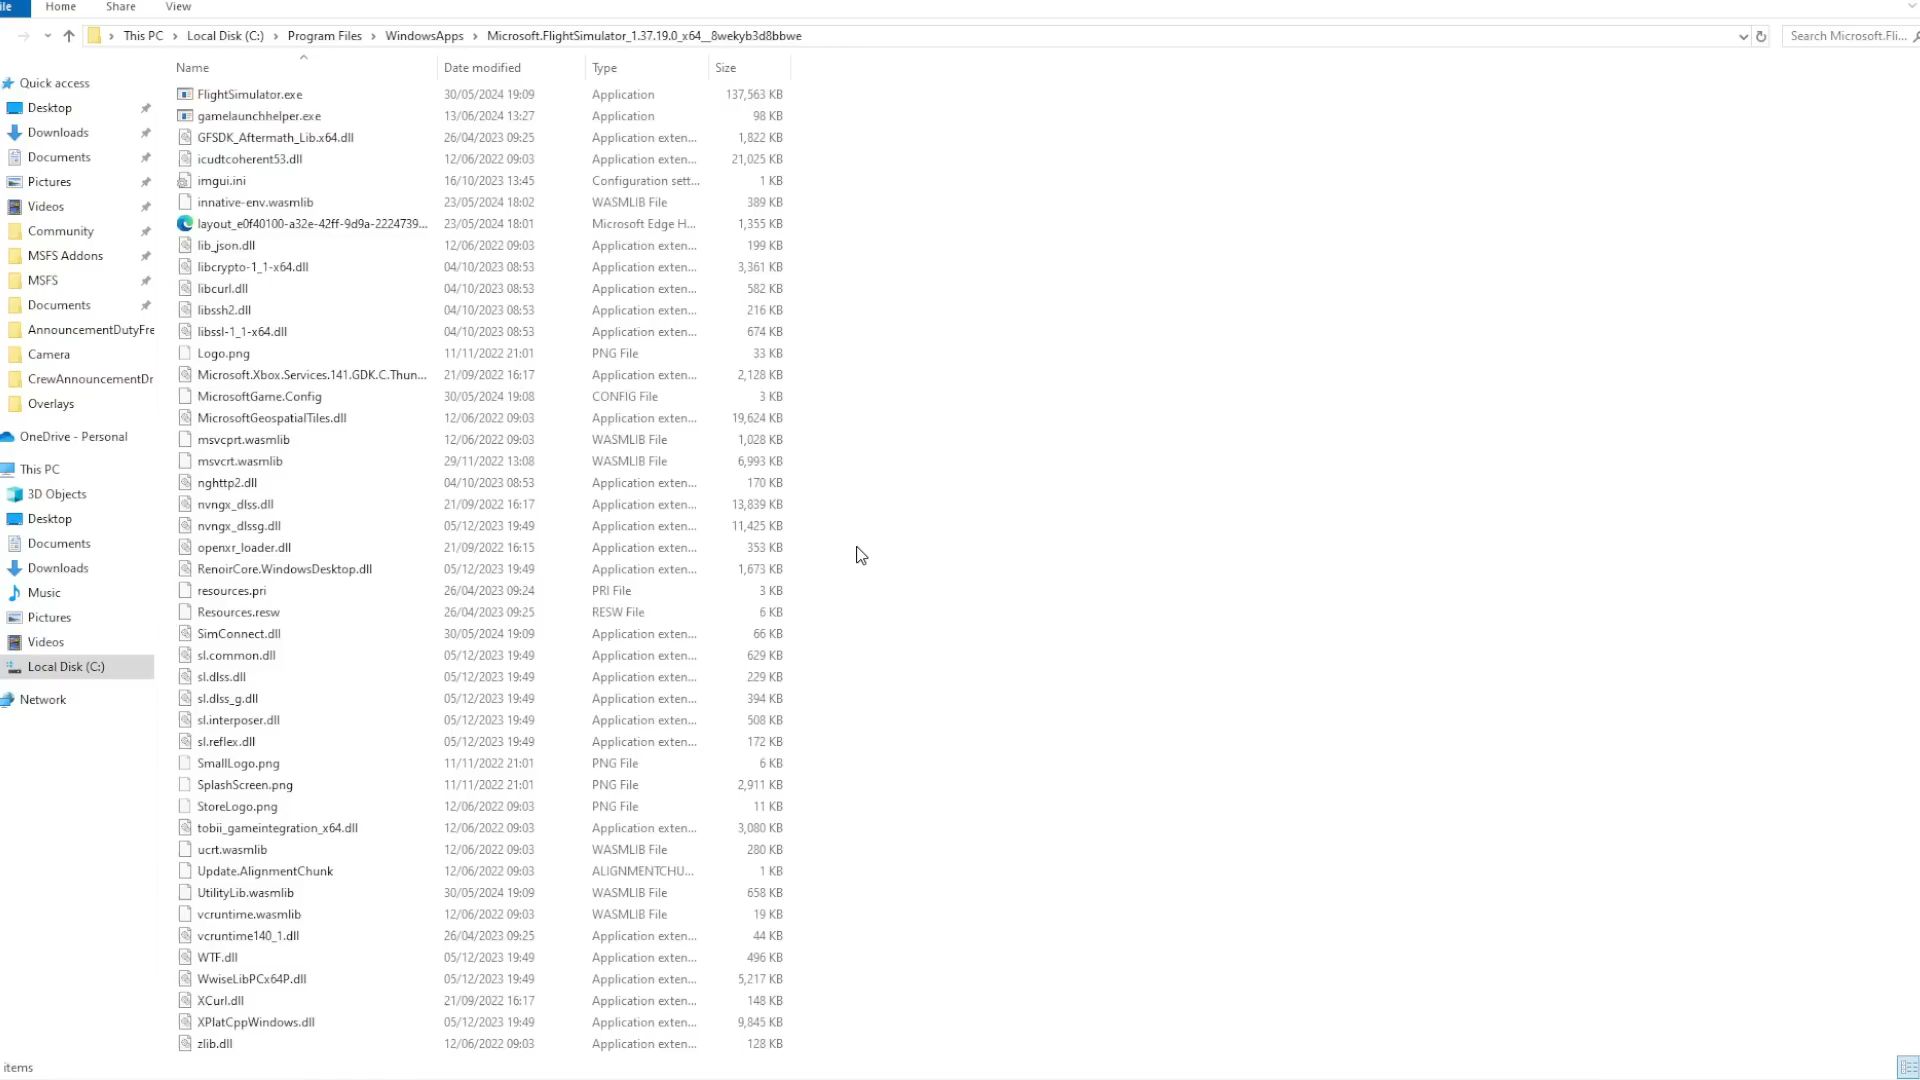 ile Home Share View
This PC > Local Disk (C:) > Program Files > WindowsApps > Microsoft.FlightSimulator_1.37.19.0_x64__8wekyb3d8bbwe
Search Microsoft.Fli...
Quick access
Desktop
Downloads
Documents
Pictures
Videos
Community
MSFS Addons
MSFS
Documents
AnnouncementDutyFre
Camera
CrewAnnouncementDr
Overlays
OneDrive - Personal
This PC
3D Objects
Desktop
Documents
Downloads
Music
Pictures
Videos
Local Disk (C:)
Network
Name Date modified Type Size
FlightSimulator.exe 30/05/2024 19:09 Application 137,563 KB
gamelaunchhelper.exe 13/06/2024 13:27 Application 98 KB
GFSDK_Aftermath_Lib.x64.dll 26/04/2023 09:25 Application exten... 1,822 KB
icudtcoherent53.dll 12/06/2022 09:03 Application exten... 21,025 KB
imgui.ini 16/10/2023 13:45 Configuration sett... 1 KB
innative-env.wasmlib 23/05/2024 18:02 WASMLIB File 389 KB
layout_e0f40100-a32e-42ff-9d9a-2224739... 23/05/2024 18:01 Microsoft Edge H... 1,355 KB
lib_json.dll 12/06/2022 09:03 Application exten... 199 KB
libcrypto-1_1-x64.dll 04/10/2023 08:53 Application exten... 3,361 KB
libcurl.dll 04/10/2023 08:53 Application exten... 582 KB
libssh2.dll 04/10/2023 08:53 Application exten... 216 KB
libssl-1_1-x64.dll 04/10/2023 08:53 Application exten... 674 KB
Logo.png 11/11/2022 21:01 PNG File 33 KB
Microsoft.Xbox.Services.141.GDK.C.Thun... 21/09/2022 16:17 Application exten... 2,128 KB
MicrosoftGame.Config 30/05/2024 19:08 CONFIG File 3 KB
MicrosoftGeospatialTiles.dll 12/06/2022 09:03 Application exten... 19,624 KB
msvcprt.wasmlib 12/06/2022 09:03 WASMLIB File 1,028 KB
msvcrt.wasmlib 29/11/2022 13:08 WASMLIB File 6,993 KB
nghttp2.dll 04/10/2023 08:53 Application exten... 170 KB
nvngx_dlss.dll 21/09/2022 16:17 Application exten... 13,839 KB
nvngx_dlssg.dll 05/12/2023 19:49 Application exten... 11,425 KB
openxr_loader.dll 21/09/2022 16:15 Application exten... 353 KB
RenoirCore.WindowsDesktop.dll 05/12/2023 19:49 Application exten... 1,673 KB
resources.pri 26/04/2023 09:24 PRI File 3 KB
Resources.resw 26/04/2023 09:25 RESW File 6 KB
SimConnect.dll 30/05/2024 19:09 Application exten... 66 KB
sl.common.dll 05/12/2023 19:49 Application exten... 629 KB
sl.dlss.dll 05/12/2023 19:49 Application exten... 229 KB
sl.dlss_g.dll 05/12/2023 19:49 Application exten... 394 KB
sl.interposer.dll 05/12/2023 19:49 Application exten... 508 KB
sl.reflex.dll 05/12/2023 19:49 Application exten... 172 KB
SmallLogo.png 11/11/2022 21:01 PNG File 6 KB
SplashScreen.png 11/11/2022 21:01 PNG File 2,911 KB
StoreLogo.png 12/06/2022 09:03 PNG File 11 KB
tobii_gameintegration_x64.dll 12/06/2022 09:03 Application exten... 3,080 KB
ucrt.wasmlib 12/06/2022 09:03 WASMLIB File 280 KB
Update.AlignmentChunk 12/06/2022 09:03 ALIGNMENTCHU... 1 KB
UtilityLib.wasmlib 30/05/2024 19:09 WASMLIB File 658 KB
vcruntime.wasmlib 12/06/2022 09:03 WASMLIB File 19 KB
vcruntime140_1.dll 26/04/2023 09:25 Application exten... 44 KB
WTF.dll 05/12/2023 19:49 Application exten... 496 KB
WwiseLibPCx64P.dll 05/12/2023 19:49 Application exten... 5,217 KB
XCurl.dll 21/09/2022 16:17 Application exten... 148 KB
XPlatCppWindows.dll 05/12/2023 19:49 Application exten... 9,845 KB
zlib.dll 12/06/2022 09:03 Application exten... 128 KB
items